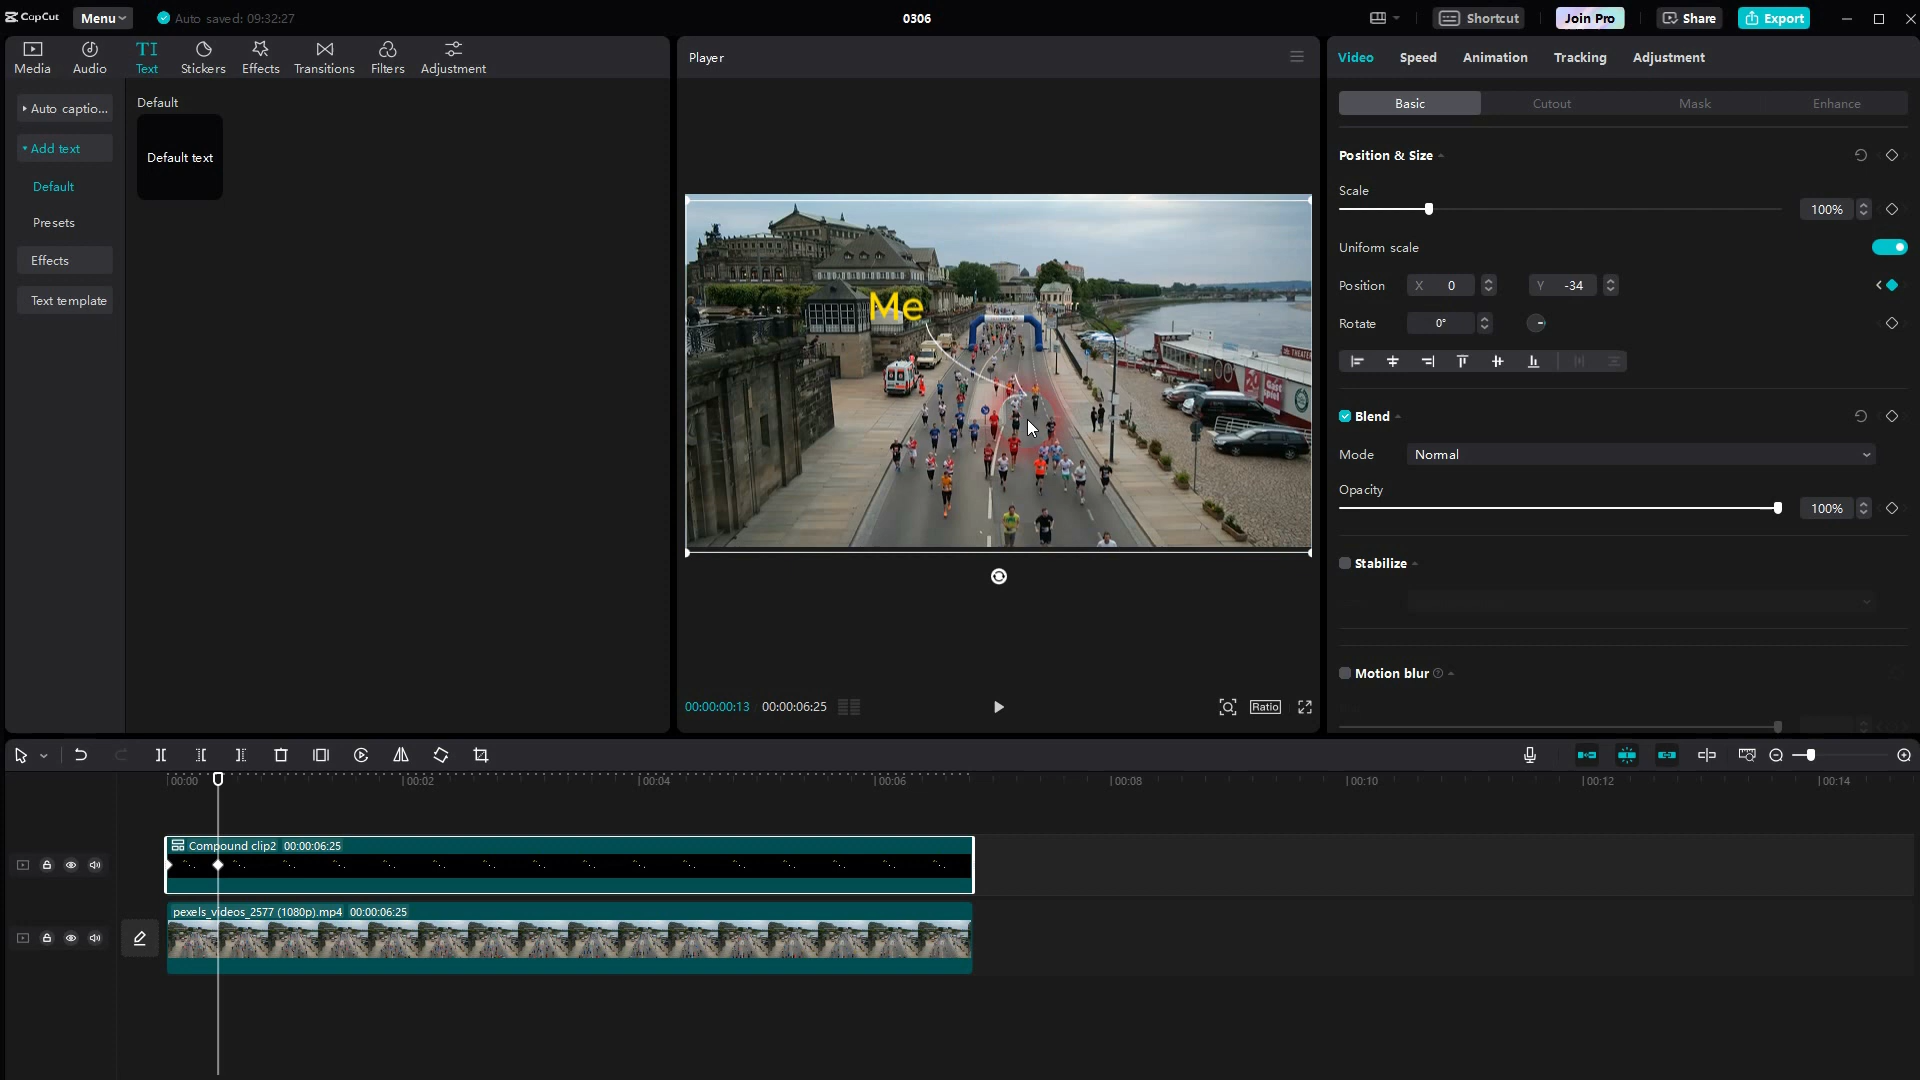 CapCut Menu Auto saved: 09:32:27 0306 Shortcut Join Pro Share Export
Media Audio Text Stickers Effects Transitions Filters Adjustment
Auto captio...
Add text
Default
Presets
Effects
Text template
Default
Default text
Player
Me
00:00:00:13 00:00:06:25
Ratio
Video Speed Animation Tracking Adjustment
Basic Cutout Mask Enhance
Position & Size
Scale
100%
Uniform scale
Position X 0 Y -34
Rotate 0°
Blend
Mode Normal
Opacity
100%
Stabilize
Motion blur
00:00 00:02 00:04 00:06 00:08 00:10 00:12 00:14
Compound clip2 00:00:06:25
pexels_videos_2577 (1080p).mp4 00:00:06:25